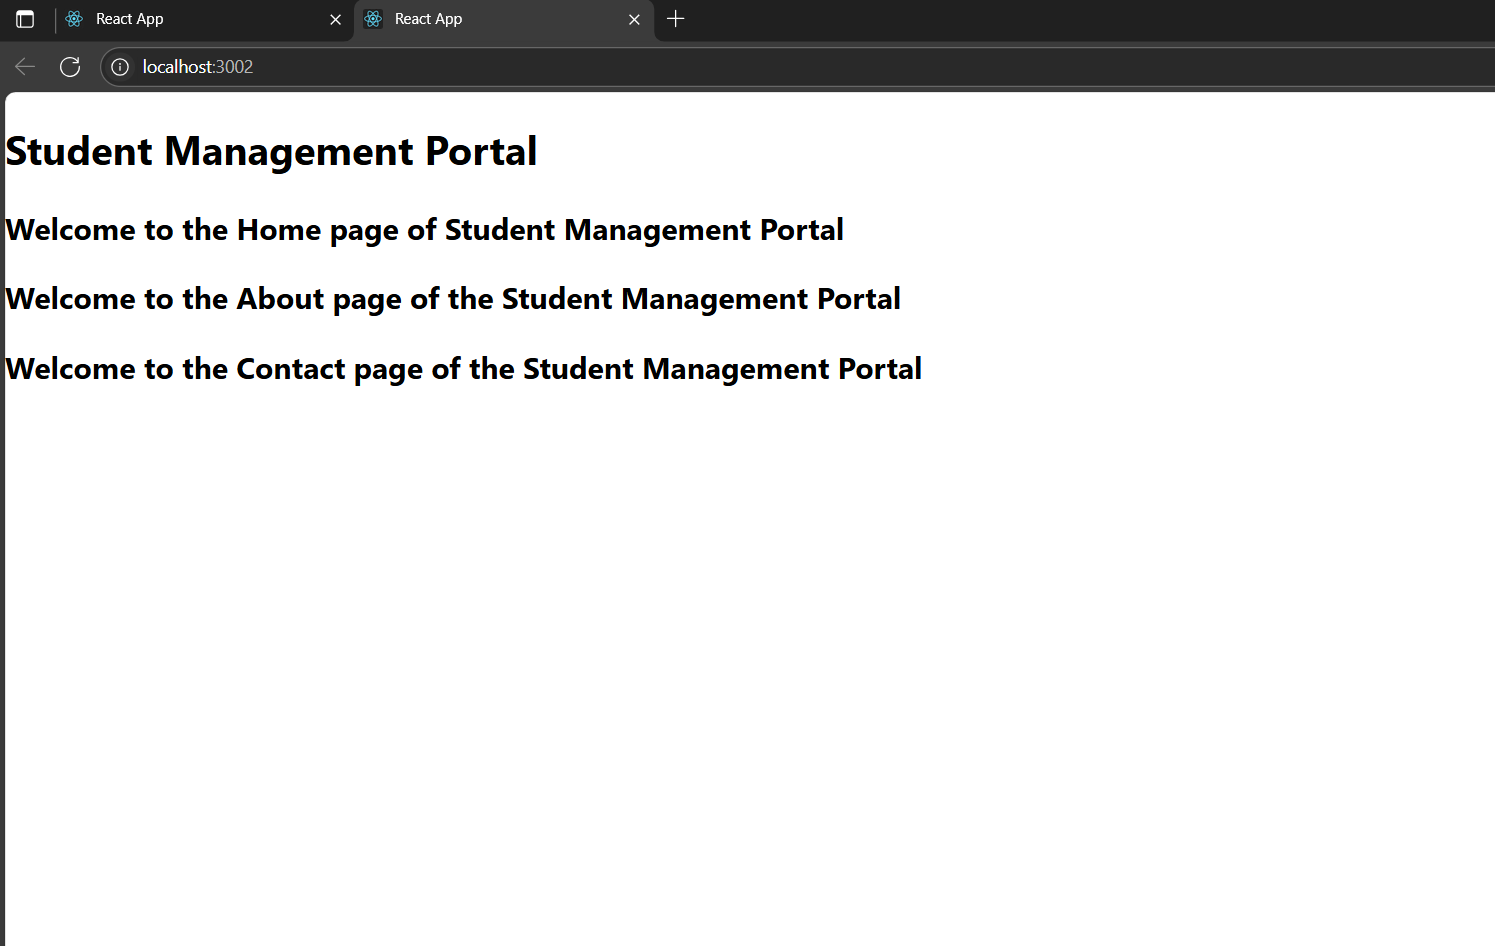 React App
React App
localhost:3002
Student Management Portal
Welcome to the Home page of Student Management Portal
Welcome to the About page of the Student Management Portal
Welcome to the Contact page of the Student Management Portal